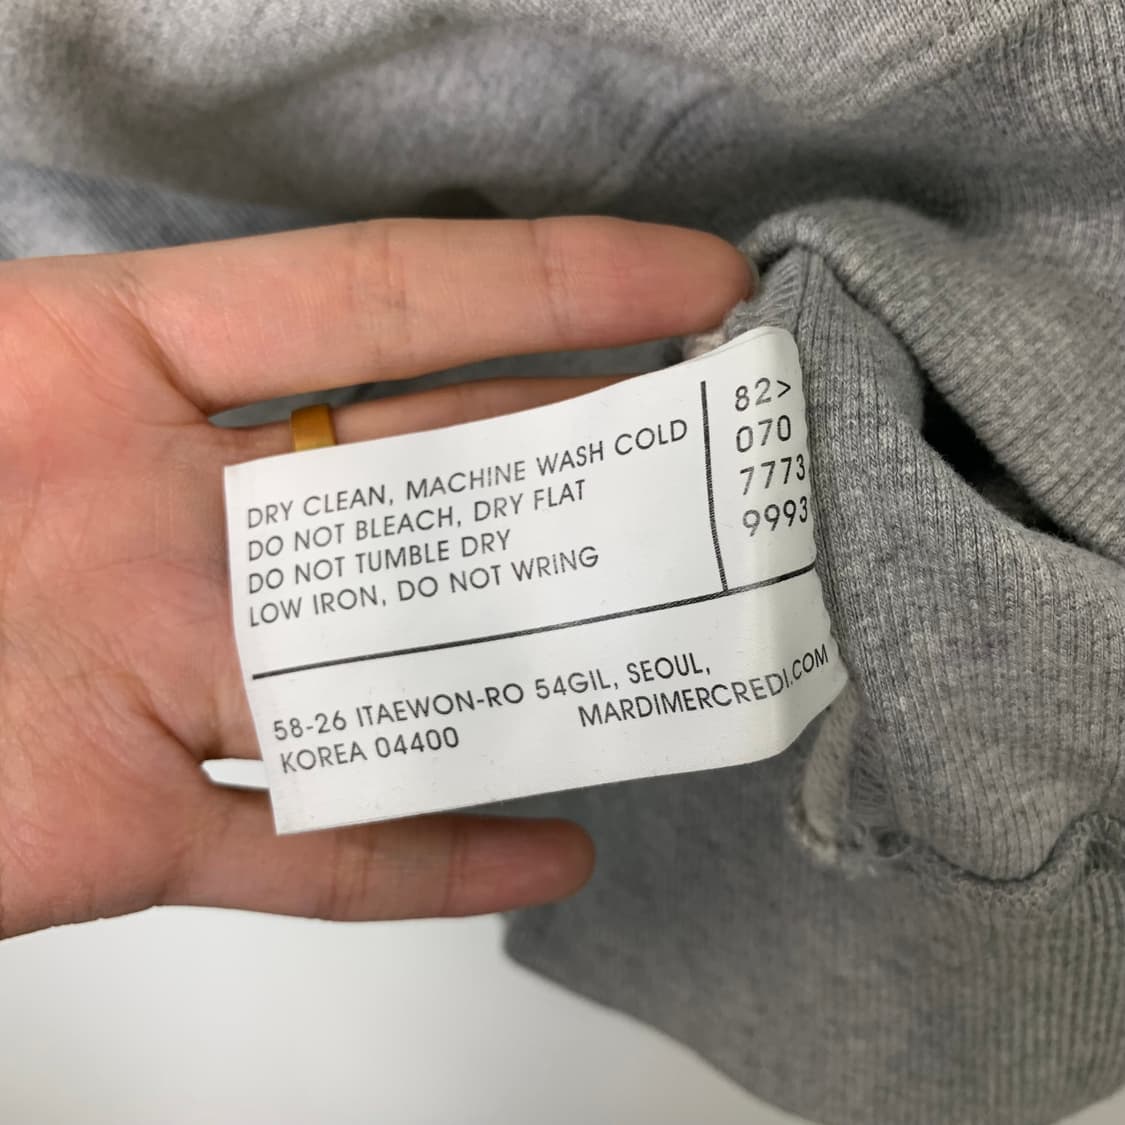 DRY CLEAN, MACHINE WASH COLD
DO NOT BLEACH, DRY FLAT
DO NOT TUMBLE DRY
LOW IRON, DO NOT WRING
82>
070
7773
9993
58-26 ITAEWON-RO 54GIL, SEOUL,
KOREA 04400
MARDIMERCREDI.COM